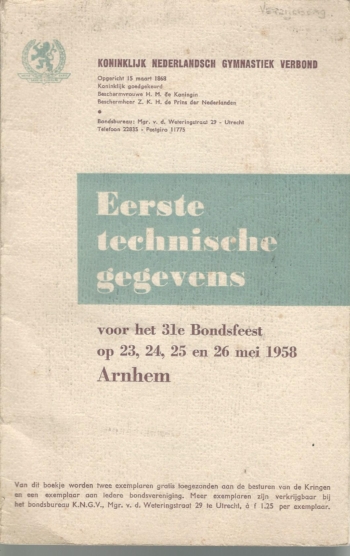 KONINKLIJK NEDERLANDSCH GYMNASTIEK VERBOND
Opgericht 15 maart 1868
Koninklijk goedgekeurd
Beschermvrouwe H. M. de Koningin
Beschermheer Z. K. H. de Prins der Nederlanden
*
Bondsbureau: Mgr. v. d. Weteringstraat 29 - Utrecht
Telefoon 22825 - Postgiro 11775
Eerste
technische
gegevens
voor het 31e Bondsfeest
op 23, 24, 25 en 26 mei 1958
Arnhem
Van dit boekje worden twee exemplaren gratis toegezonden aan de besturen van de Kringen
en een exemplaar aan iedere bondsvereniging. Meer exemplaren zijn verkrijgbaar bij
het bondsbureau K.N.G.V., Mgr. v. d. Weteringstraat 29 te Utrecht, à f 1.25 per exemplaar.